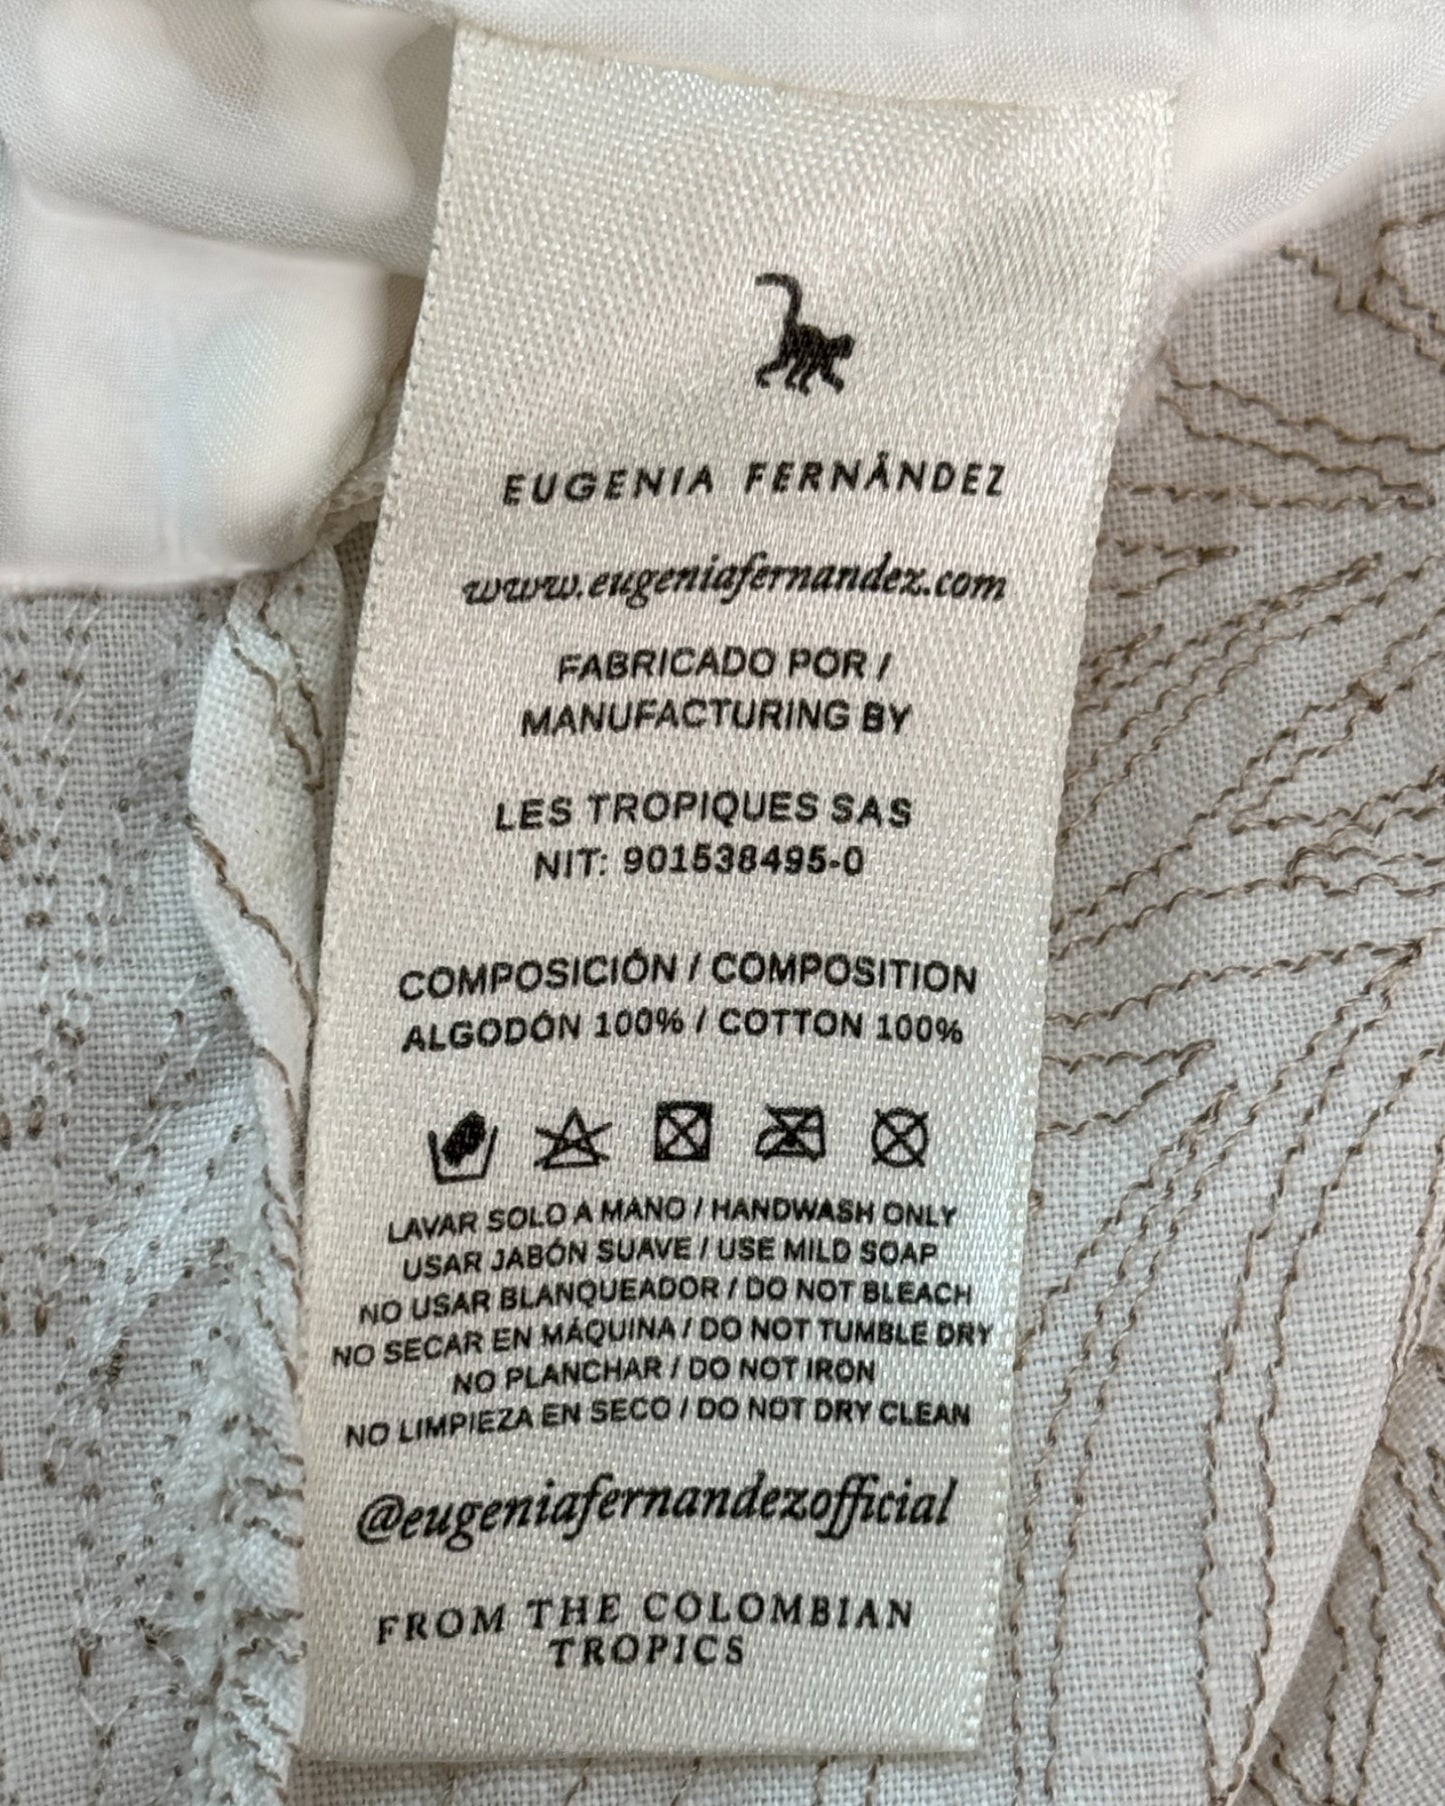 EUGENIA FERNÁNDEZ
www.eugeniafernandez.com
FABRICADO POR /
MANUFACTURING BY
LES TROPIQUES SAS
NIT: 901538495-0
COMPOSICIÓN / COMPOSITION
ALGODÓN 100% / COTTON 100%
LAVAR SOLO A MANO / HANDWASH ONLY
USAR JABÓN SUAVE / USE MILD SOAP
NO USAR BLANQUEADOR / DO NOT BLEACH
NO SECAR EN MÁQUINA / DO NOT TUMBLE DRY
NO PLANCHAR / DO NOT IRON
NO LIMPIEZA EN SECO / DO NOT DRY CLEAN
@eugeniafernandezofficial
FROM THE COLOMBIAN
TROPICS